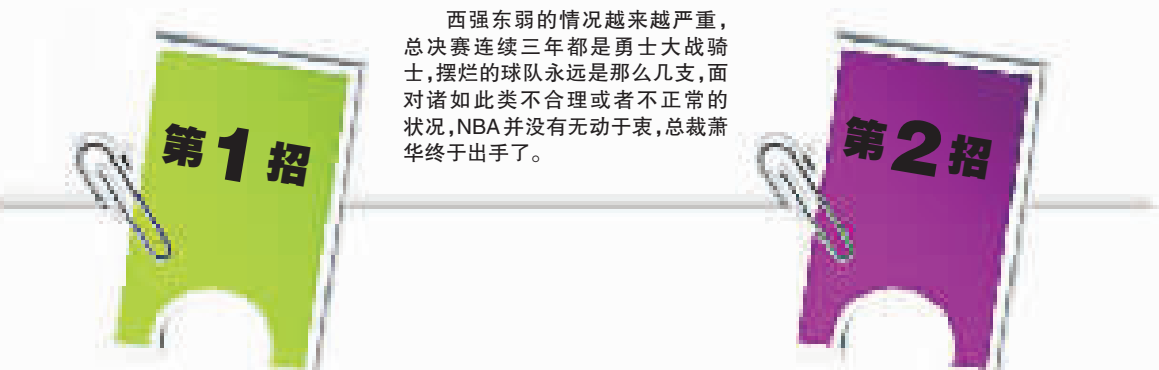 第1招
西强东弱的情况越来越严重，
总决赛连续三年都是勇士大战骑
士，摆烂的球队永远是那么几支，面
对诸如此类不合理或者不正常的
状况，NBA并没有无动于衷，总裁萧
华终于出手了。
第2招